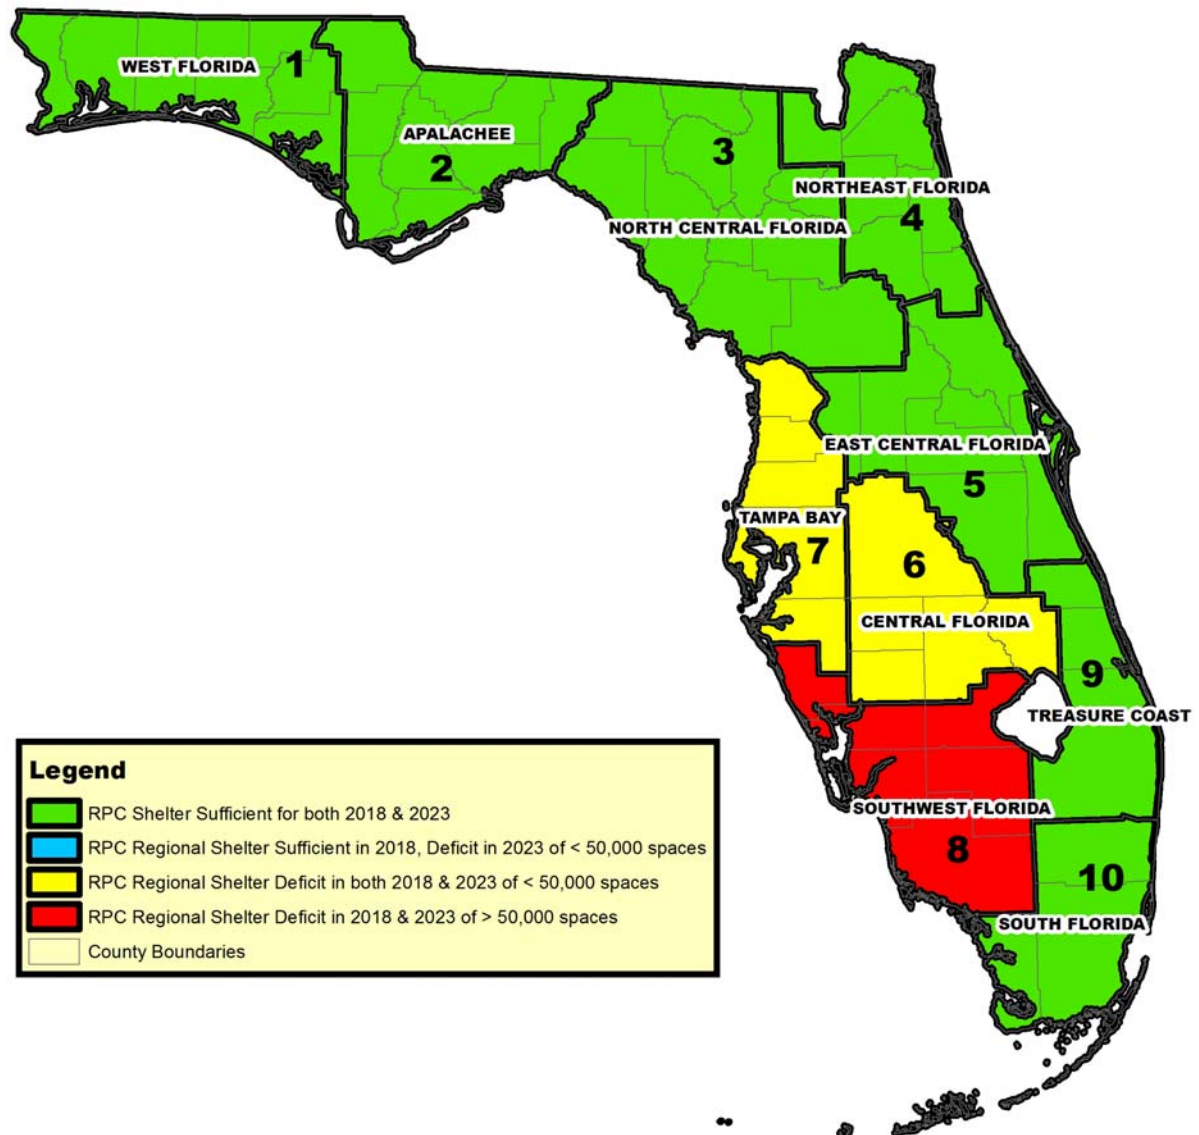 WEST FLORIDA
1
APALACHEE
2
3
NORTH CENTRAL FLORIDA
NORTHEAST FLORIDA
4
EAST CENTRAL FLORIDA
5
TAMPA BAY
7
6
CENTRAL FLORIDA
9
TREASURE COAST
SOUTHWEST FLORIDA
8
10
SOUTH FLORIDA
Legend
RPC Shelter Sufficient for both 2018 & 2023
RPC Regional Shelter Sufficient in 2018, Deficit in 2023 of < 50,000 spaces
RPC Regional Shelter Deficit in both 2018 & 2023 of < 50,000 spaces
RPC Regional Shelter Deficit in 2018 & 2023 of > 50,000 spaces
County Boundaries